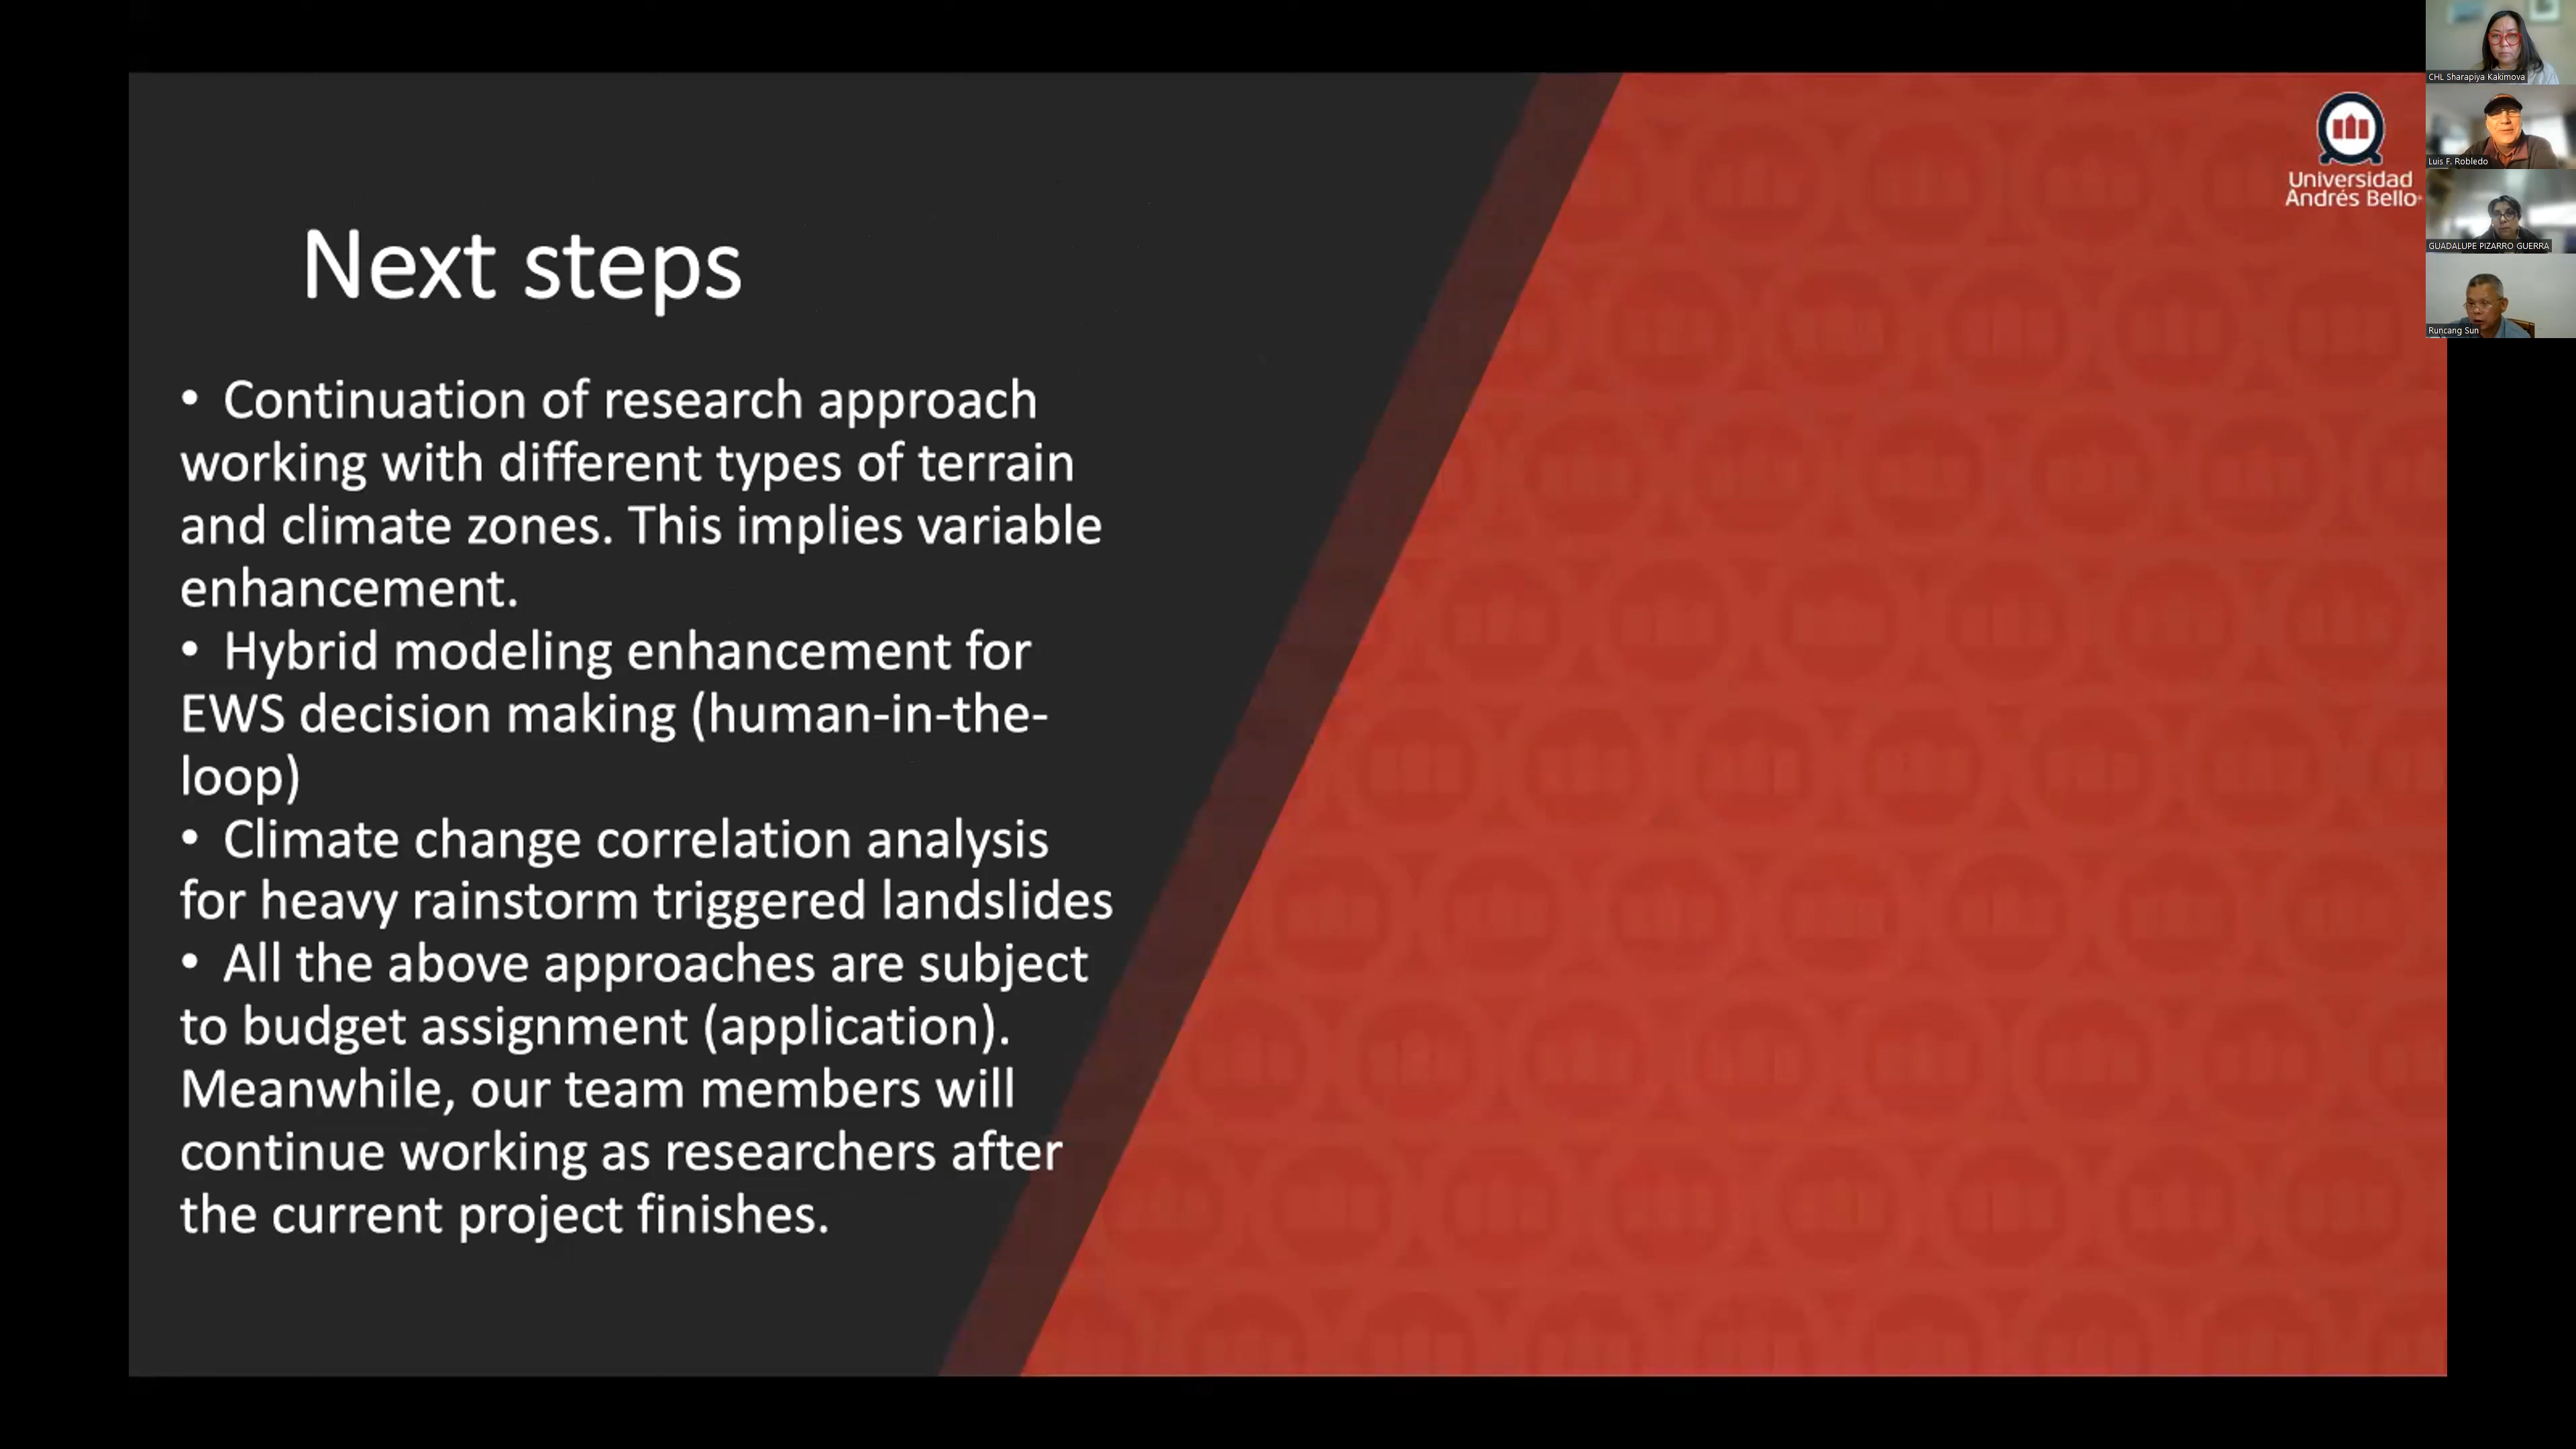 Next steps
• Continuation of research approach
working with different types of terrain
and climate zones. This implies variable
enhancement.
• Hybrid modeling enhancement for
EWS decision making (human-in-the-
loop)
• Climate change correlation analysis
for heavy rainstorm triggered landslides
• All the above approaches are subject
to budget assignment (application).
Meanwhile, our team members will
continue working as researchers after
the current project finishes.
Universidad
Andrés Bello®
CHL Sharapiya Kakimova
Luis F. Robledo
GUADALUPE PIZARRO GUERRA
Runcang Sun